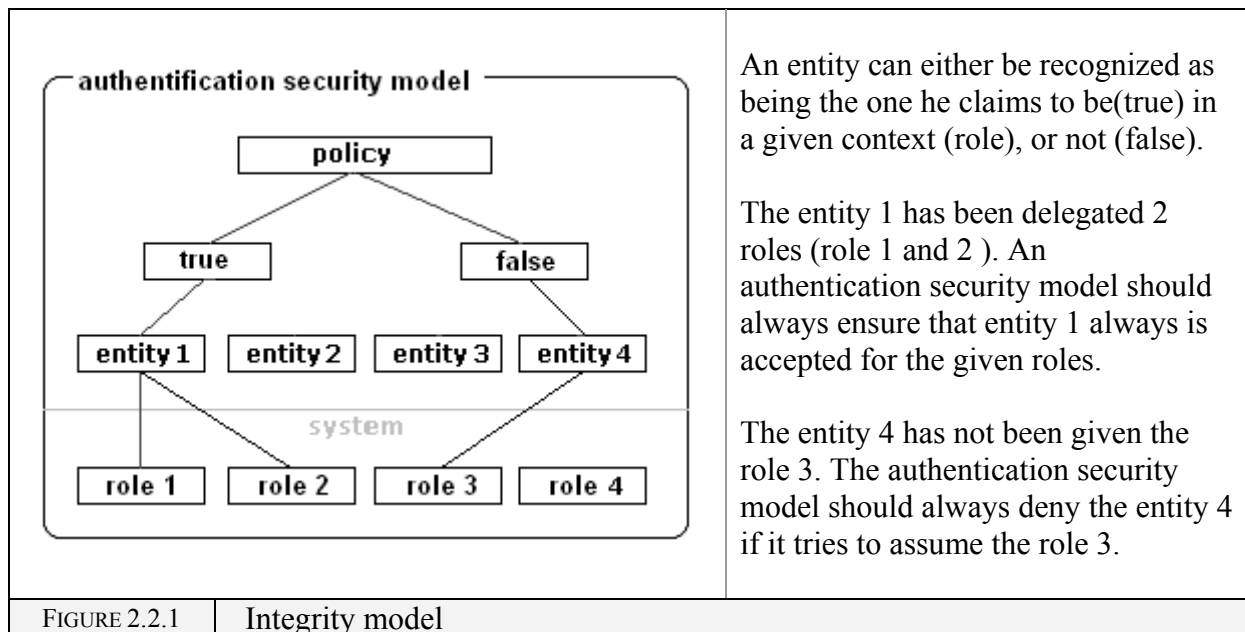 authentification security model
policy
true
false
entity 1
entity 2
entity 3
entity 4
system
role 1
role 2
role 3
role 4
An entity can either be recognized as
being the one he claims to be(true) in
a given context (role), or not (false).
The entity 1 has been delegated 2
roles (role 1 and 2 ). An
authentication security model should
always ensure that entity 1 always is
accepted for the given roles.
The entity 4 has not been given the
role 3. The authentication security
model should always deny the entity 4
if it tries to assume the role 3.
FIGURE 2.2.1
Integrity model